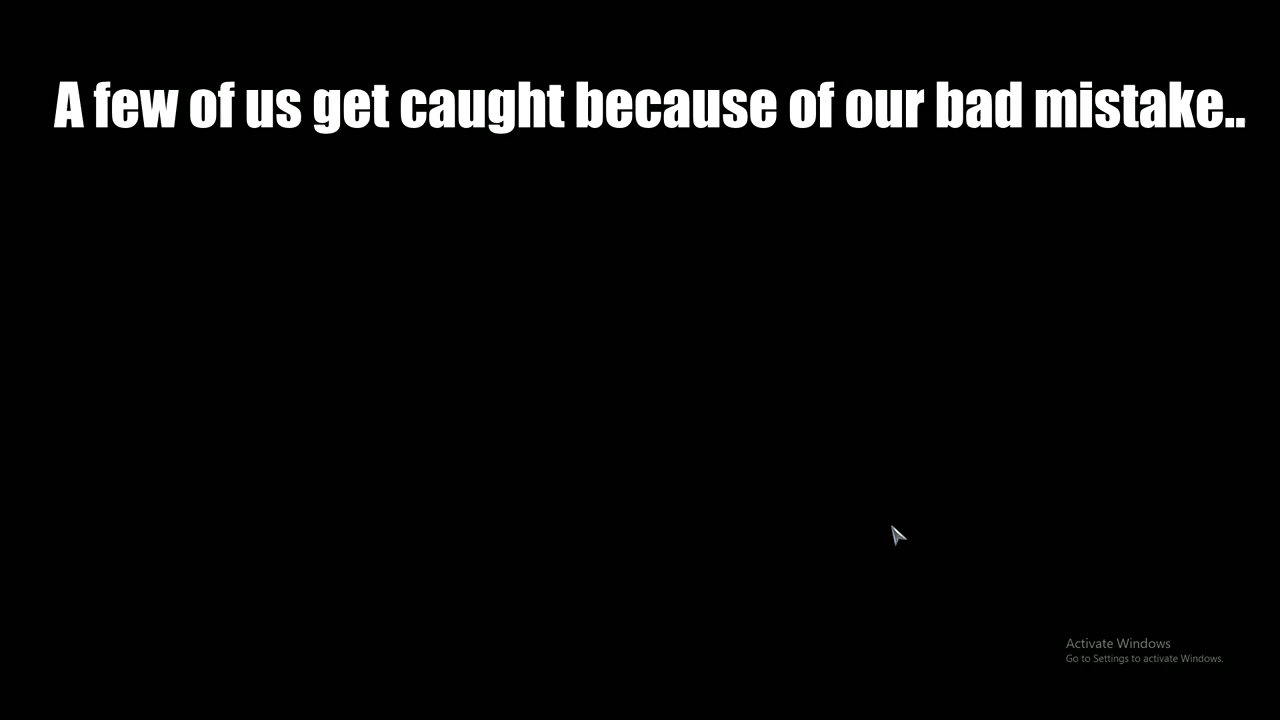 A few of us get caught because of our bad mistake..
Activate Windows
Go to Settings to activate Windows.